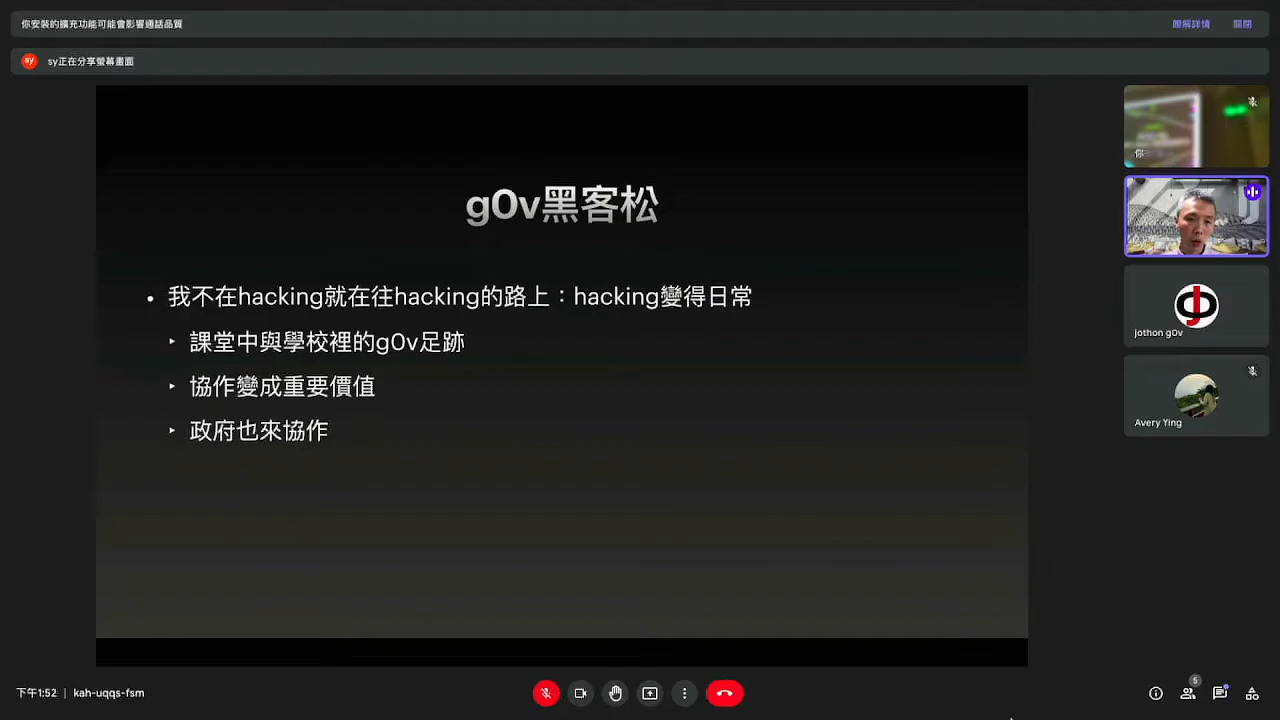 你安裝的擴充功能可能會影響通話品質
瞭解詳情
關閉
sy
sy正在分享螢幕畫面
g0v黑客松
• 我不在hacking就在往hacking的路上：hacking變得日常
‣ 課堂中與學校裡的g0v足跡
‣ 協作變成重要價值
‣ 政府也來協作
你
jothon g0v
Avery Ying
下午1:52 | kah-uqqs-fsm
5